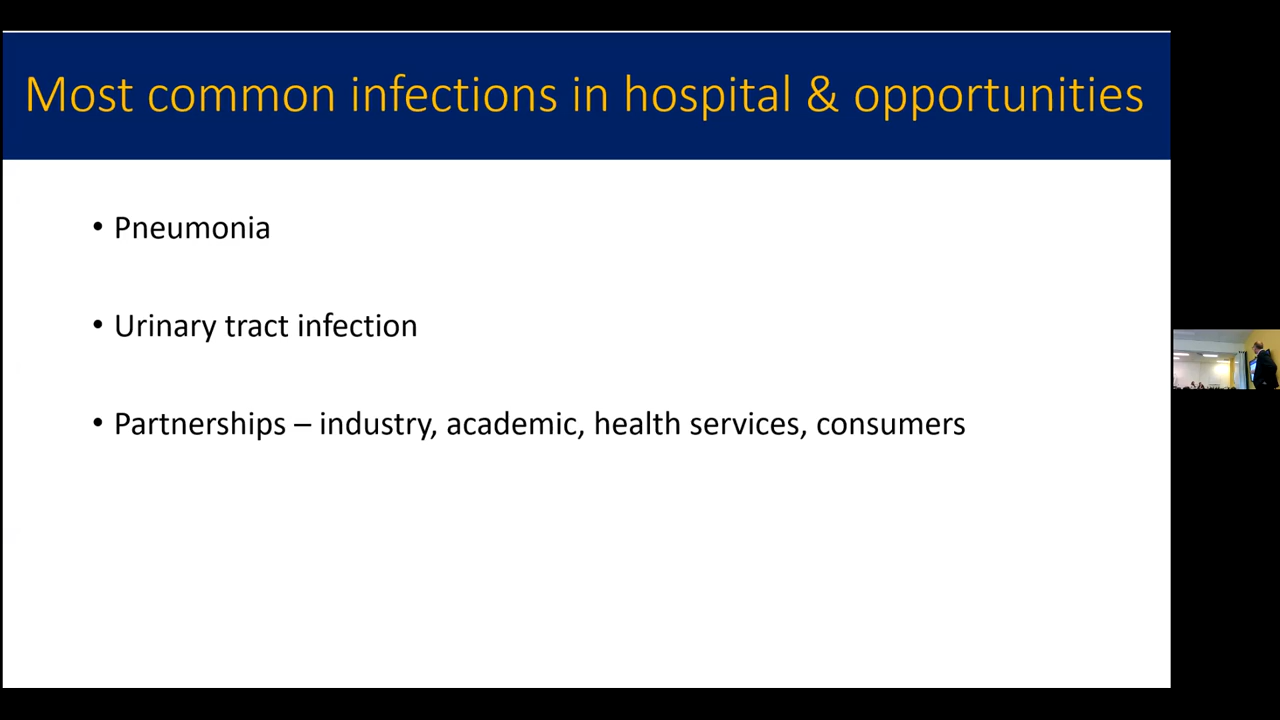 Most common infections in hospital & opportunities
• Pneumonia
• Urinary tract infection
• Partnerships – industry, academic, health services, consumers